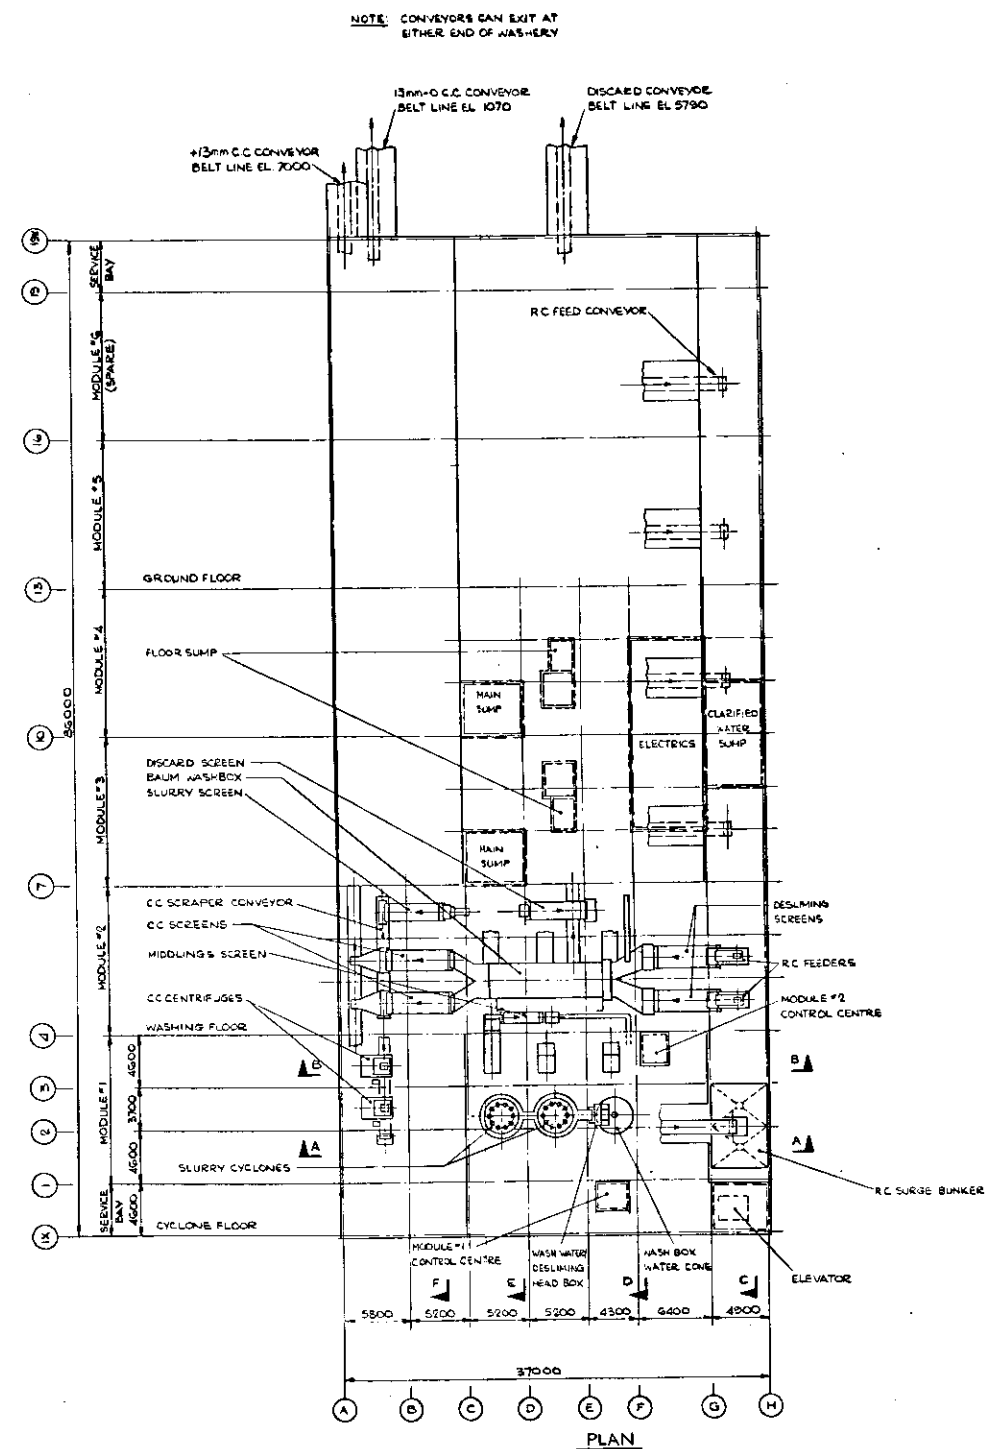 NOTE: CONVEYORS CAN EXIT AT
EITHER END OF WASHERY
13mm-0 C.C. CONVEYOR
BELT LINE EL 1070
DISCARD CONVEYOR
BELT LINE EL 5790
+13mm C.C CONVEYOR
BELT LINE EL. 7000
19X
SERVICE
BAY
19
RC FEED CONVEYOR
MODULE #6
(SPARE)
16
MODULE #5
GROUND FLOOR
13
MODULE #4
FLOOR SUMP
86000
MAIN
SUMP
CLARIFIED
WATER
SUMP
ELECTRICS
10
DISCARD SCREEN
BAUM WASHBOX
SLURRY SCREEN
MODULE #3
MAIN
SUMP
7
CC SCRAPER CONVEYOR
CC SCREENS
MIDDLINGS SCREEN
DESLIMING
SCREENS
RC FEEDERS
MODULE #2
CC CENTRIFUGES
WASHING FLOOR
MODULE #2
CONTROL CENTRE
4
4600
B
B
3
MODULE #1
3700
2
A
A
4600
SLURRY CYCLONES
RC SURGE BUNKER
1
SERVICE
BAY
4600
CYCLONE FLOOR
1X
MODULE #1
CONTROL CENTRE
WASH WATER
DESLIMING
HEAD BOX
WASH BOX
WATER CONE
ELEVATOR
F
E
D
C
5800
5200
5200
5200
4300
6400
4900
37000
A
B
C
D
E
F
G
H
PLAN